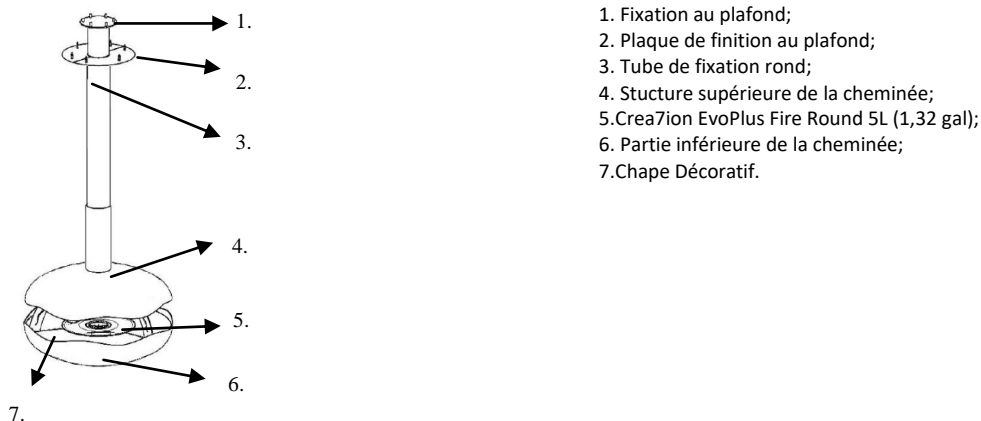 1.
2.
3.
4.
5.
6.
7.
1. Fixation au plafond;
2. Plaque de finition au plafond;
3. Tube de fixation rond;
4. Stucture supérieure de la cheminée;
5.Crea7ion EvoPlus Fire Round 5L (1,32 gal);
6. Partie inférieure de la cheminée;
7.Chape Décoratif.